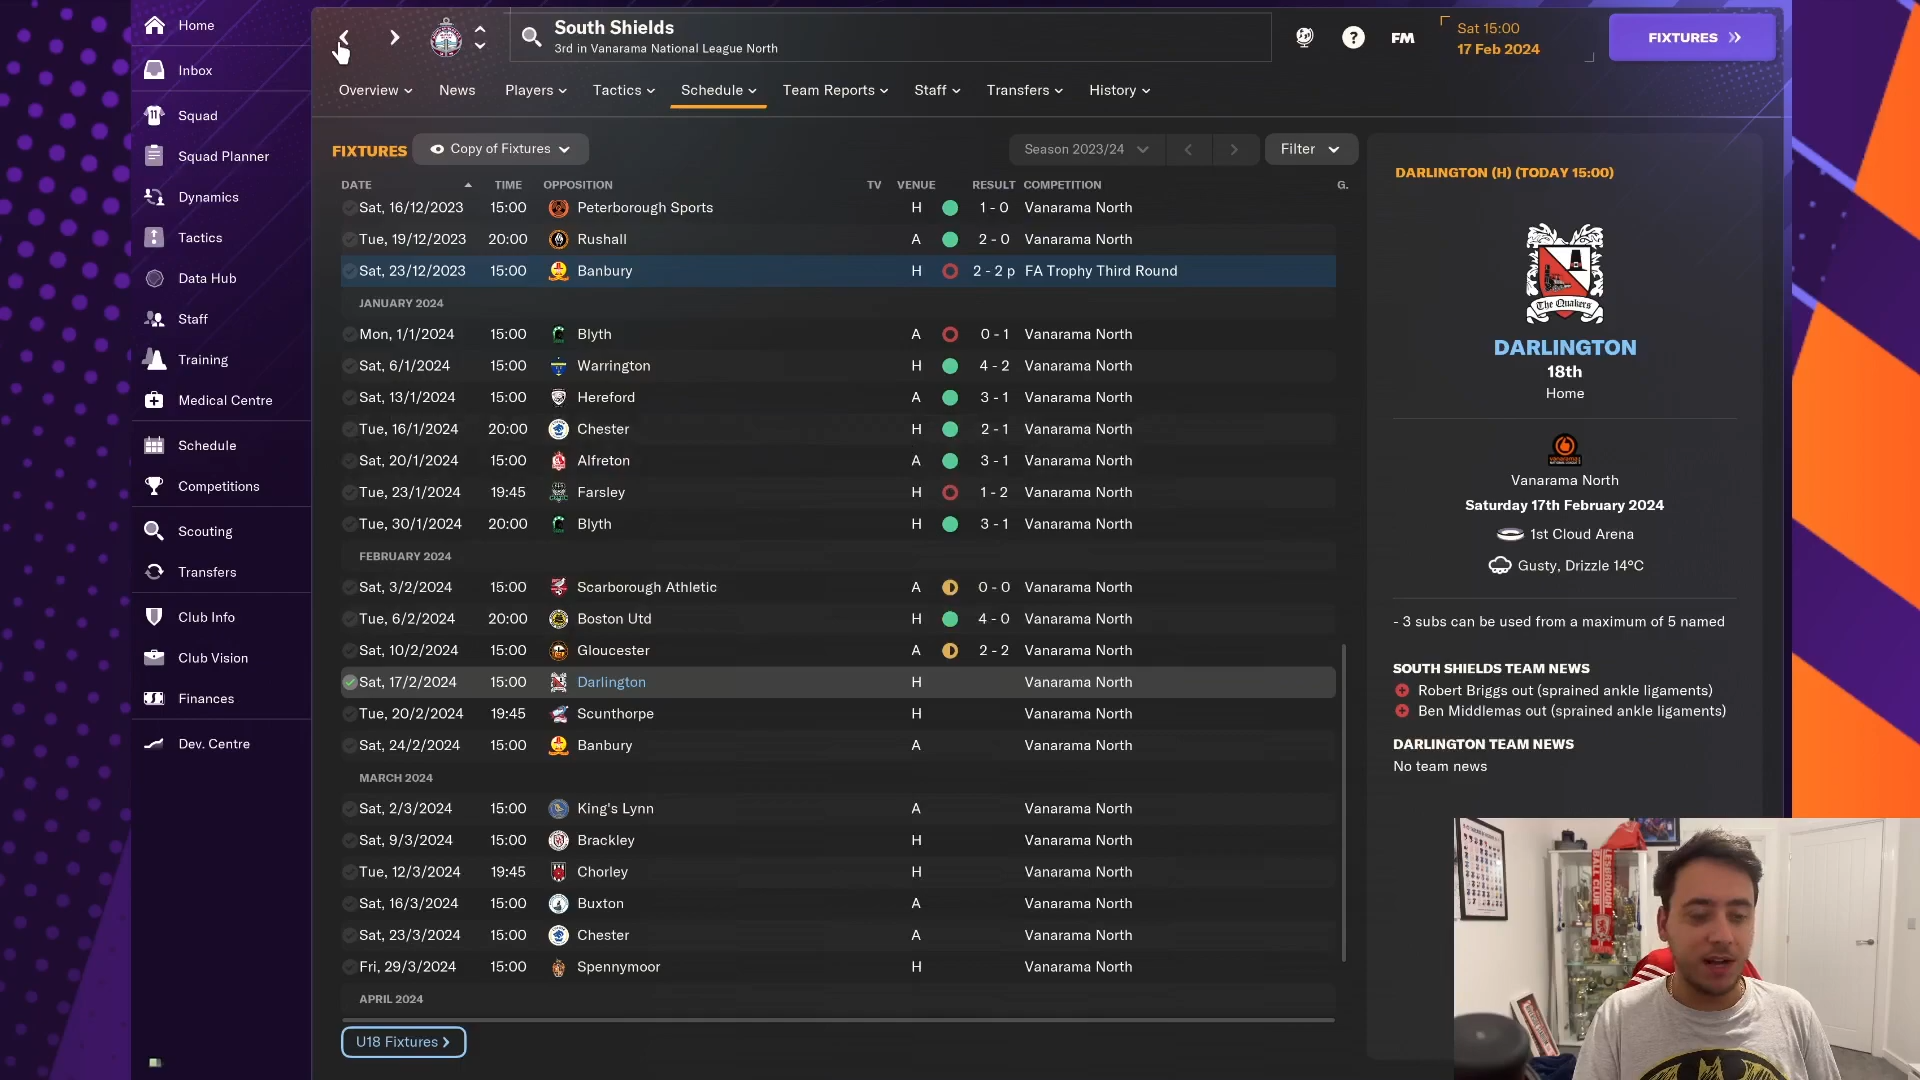 Home
Inbox
Squad
Squad Planner
Dynamics
Tactics
Data Hub
Staff
Training
Medical Centre
Schedule
Competitions
Scouting
Transfers
Club Info
Club Vision
Finances
Dev. Centre
South Shields
3rd in Vanarama National League North
?
FM
Sat 15:00
17 Feb 2024
FIXTURES
Overview News Players Tactics Schedule Team Reports Staff Transfers History
FIXTURES Copy of Fixtures Season 2023/24 Filter
DATE TIME OPPOSITION TV VENUE RESULT COMPETITION G.
Sat, 16/12/2023 15:00 Peterborough Sports H 1 - 0 Vanarama North
Tue, 19/12/2023 20:00 Rushall A 2 - 0 Vanarama North
Sat, 23/12/2023 15:00 Banbury H 2 - 2 p FA Trophy Third Round
JANUARY 2024
Mon, 1/1/2024 15:00 Blyth A 0 - 1 Vanarama North
Sat, 6/1/2024 15:00 Warrington H 4 - 2 Vanarama North
Sat, 13/1/2024 15:00 Hereford A 3 - 1 Vanarama North
Tue, 16/1/2024 20:00 Chester H 2 - 1 Vanarama North
Sat, 20/1/2024 15:00 Alfreton A 3 - 1 Vanarama North
Tue, 23/1/2024 19:45 Farsley H 1 - 2 Vanarama North
Tue, 30/1/2024 20:00 Blyth H 3 - 1 Vanarama North
FEBRUARY 2024
Sat, 3/2/2024 15:00 Scarborough Athletic A 0 - 0 Vanarama North
Tue, 6/2/2024 20:00 Boston Utd H 4 - 0 Vanarama North
Sat, 10/2/2024 15:00 Gloucester A 2 - 2 Vanarama North
Sat, 17/2/2024 15:00 Darlington H Vanarama North
Tue, 20/2/2024 19:45 Scunthorpe H Vanarama North
Sat, 24/2/2024 15:00 Banbury A Vanarama North
MARCH 2024
Sat, 2/3/2024 15:00 King's Lynn A Vanarama North
Sat, 9/3/2024 15:00 Brackley H Vanarama North
Tue, 12/3/2024 19:45 Chorley H Vanarama North
Sat, 16/3/2024 15:00 Buxton A Vanarama North
Sat, 23/3/2024 15:00 Chester A Vanarama North
Fri, 29/3/2024 15:00 Spennymoor H Vanarama North
APRIL 2024
U18 Fixtures
DARLINGTON (H) (TODAY 15:00)
The Quakers
DARLINGTON
18th
Home
Vanarama North
Saturday 17th February 2024
1st Cloud Arena
Gusty, Drizzle 14°C
- 3 subs can be used from a maximum of 5 named
SOUTH SHIELDS TEAM NEWS
Robert Briggs out (sprained ankle ligaments)
Ben Middlemas out (sprained ankle ligaments)
DARLINGTON TEAM NEWS
No team news